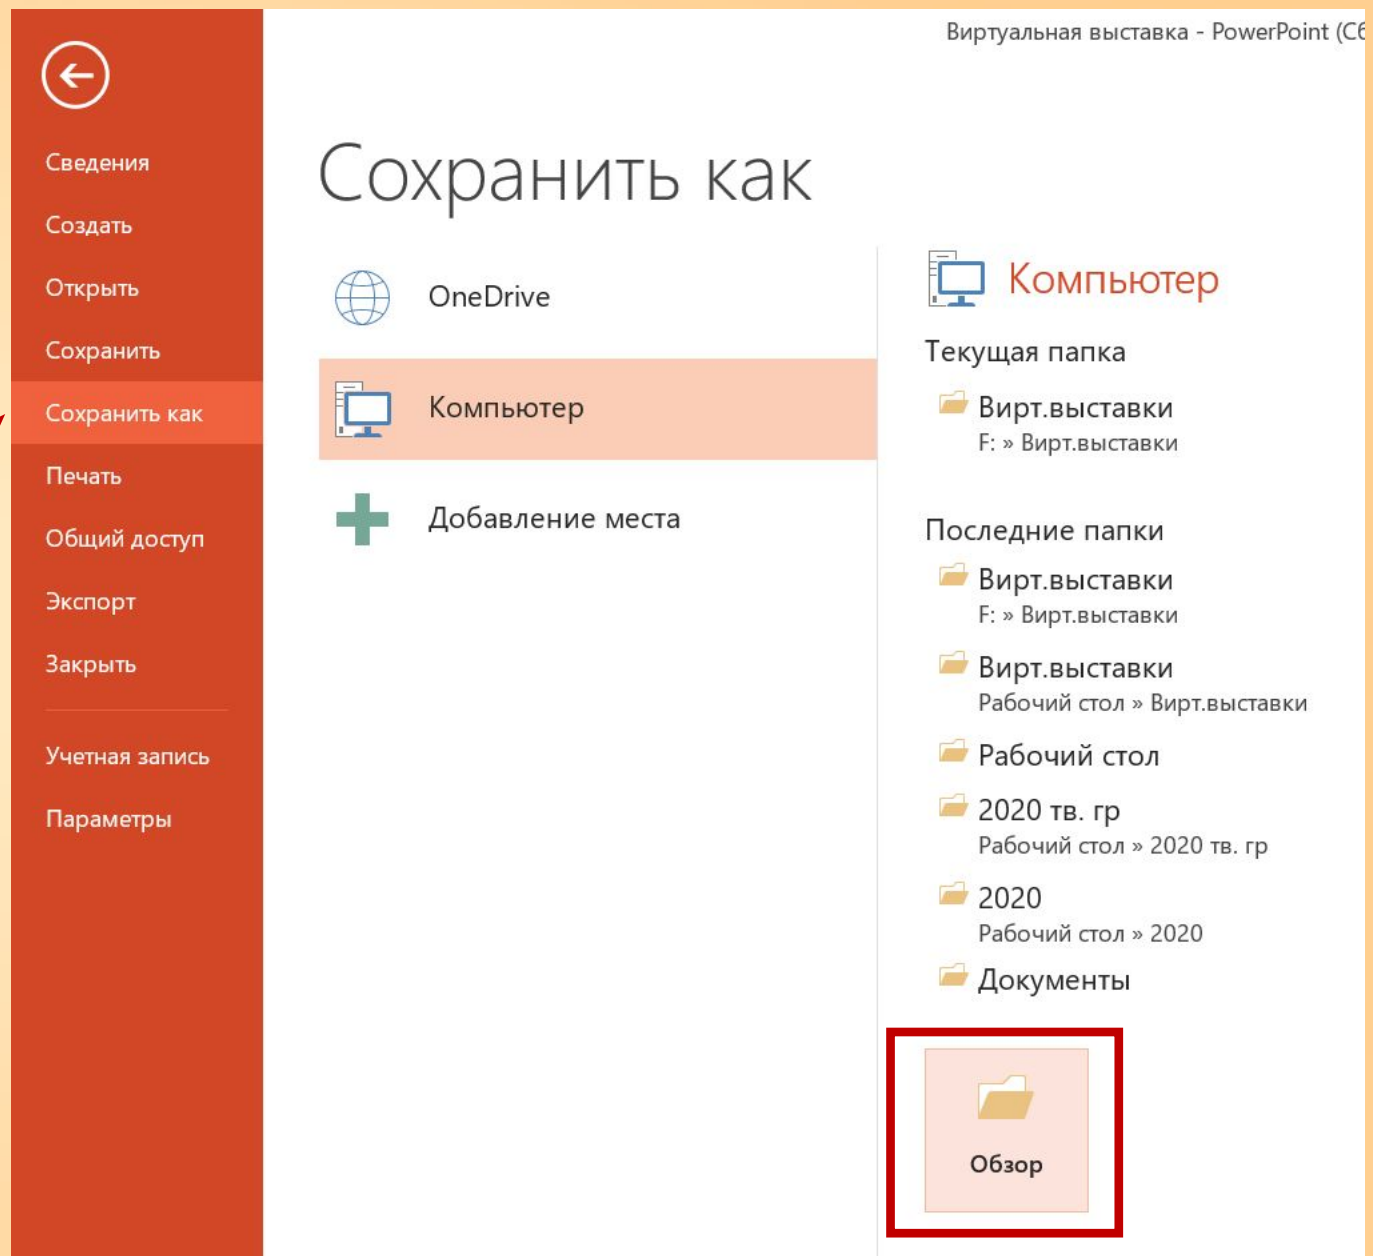 Виртуальная выставка - PowerPoint (Сб
Сведения
Создать
Открыть
Сохранить
Сохранить как
Печать
Общий доступ
Экспорт
Закрыть
Учетная запись
Параметры
Сохранить как
OneDrive
Компьютер
Добавление места
Компьютер
Текущая папка
Вирт.выставки
F: » Вирт.выставки
Последние папки
Вирт.выставки
F: » Вирт.выставки
Вирт.выставки
Рабочий стол » Вирт.выставки
Рабочий стол
2020 тв. гр
Рабочий стол » 2020 тв. гр
2020
Рабочий стол » 2020
Документы
Обзор